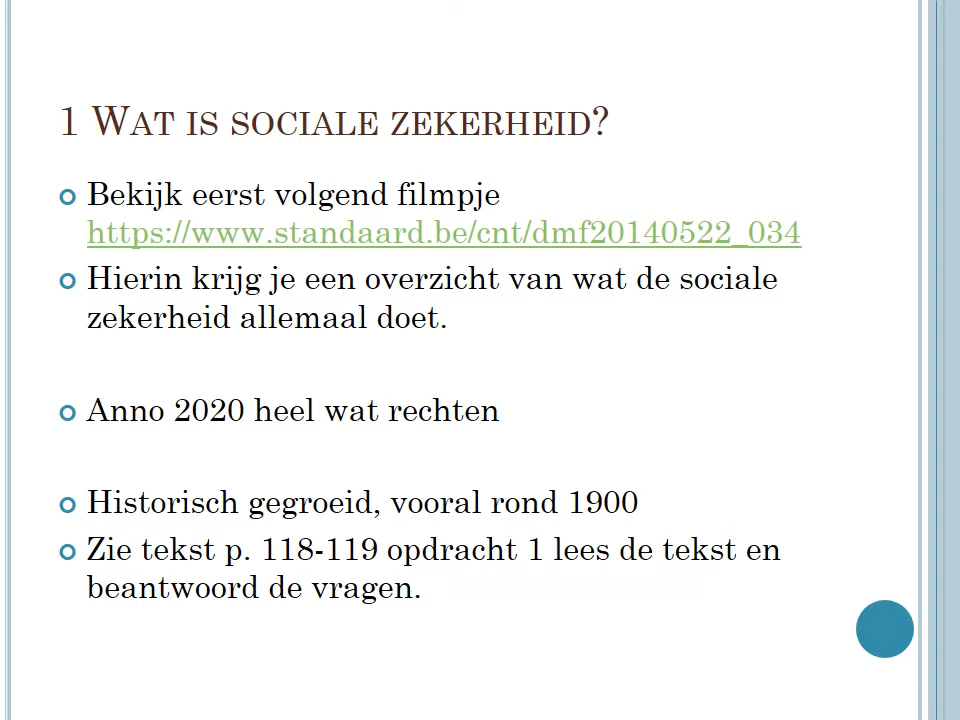 1 WAT IS SOCIALE ZEKERHEID?
Bekijk eerst volgend filmpje
https://www.standaard.be/cnt/dmf20140522_034
Hierin krijg je een overzicht van wat de sociale
zekerheid allemaal doet.
Anno 2020 heel wat rechten
Historisch gegroeid, vooral rond 1900
Zie tekst p. 118-119 opdracht 1 lees de tekst en
beantwoord de vragen.